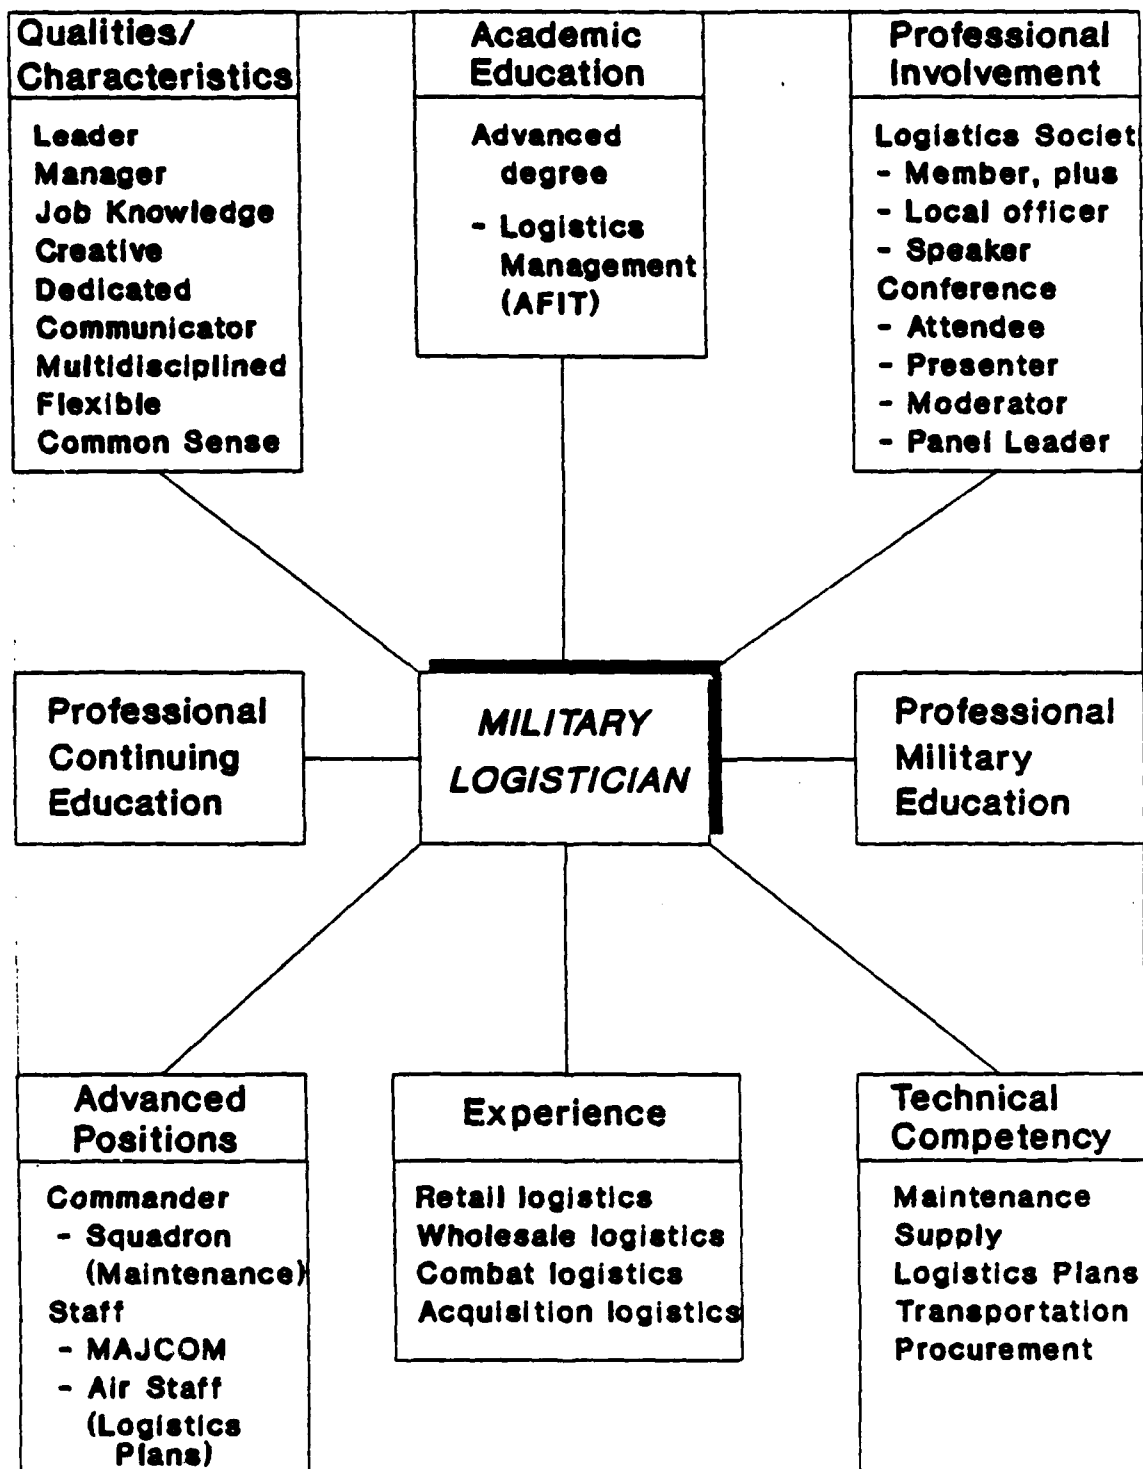 Qualities/
Characteristics
Leader
Manager
Job Knowledge
Creative
Dedicated
Communicator
Multidisciplined
Flexible
Common Sense
Academic
Education
Advanced
degree
- Logistics
Management
(AFIT)
Professional
Involvement
Logistics Societ
- Member, plus
- Local officer
- Speaker
Conference
- Attendee
- Presenter
- Moderator
- Panel Leader
Professional
Continuing
Education
MILITARY
LOGISTICIAN
Professional
Military
Education
Advanced
Positions
Commander
- Squadron
(Maintenance)
Staff
- MAJCOM
- Air Staff
(Logistics
Plans)
Experience
Retail logistics
Wholesale logistics
Combat logistics
Acquisition logistics
Technical
Competency
Maintenance
Supply
Logistics Plans
Transportation
Procurement